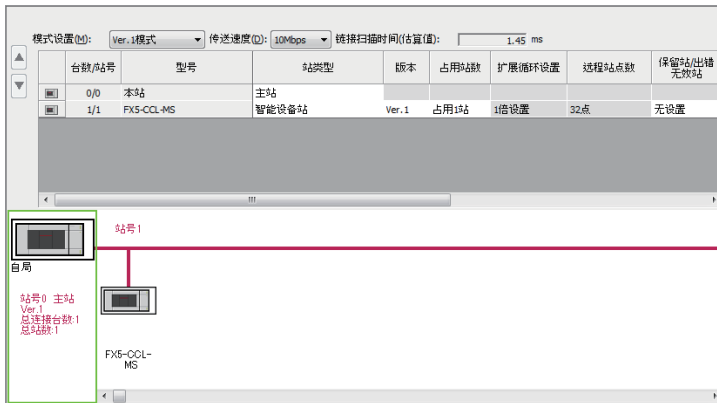 模式设置(M): Ver.1模式 传送速度(D): 10Mbps 链接扫描时间(估算值): 1.45 ms
台数/站号 型号 站类型 版本 占用站数 扩展循环设置 远程站点数 保留站/出错无效站
0/0 本站 主站
1/1 FX5-CCL-MS 智能设备站 Ver.1 占用1站 1倍设置 32点 无设置
站号1
自局
站号0 主站
Ver.1
总连接台数:1
总站数:1
FX5-CCL-
MS